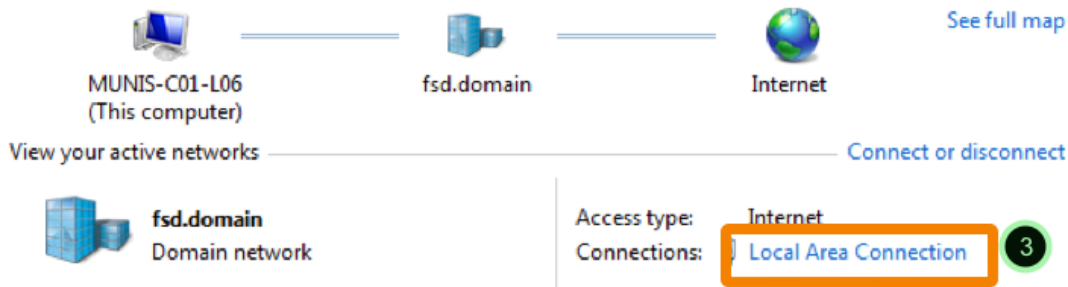 See full map
MUNIS-C01-L06
(This computer)
fsd.domain
Internet
View your active networks
Connect or disconnect
fsd.domain
Domain network
Access type: Internet
Connections: Local Area Connection
3